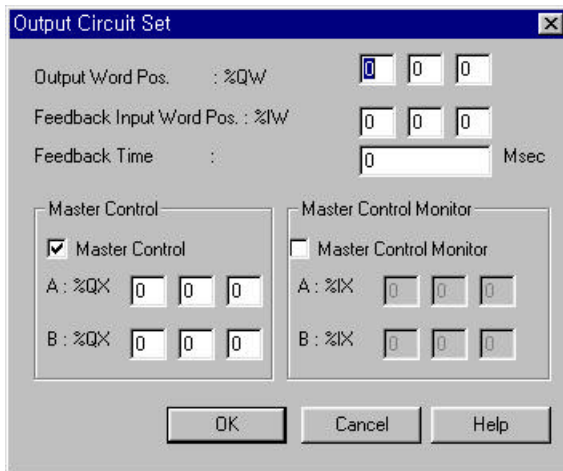 Output Circuit Set
Output Word Pos. : %QW 0 0 0
Feedback Input Word Pos. : %IW 0 0 0
Feedback Time : 0 Msec
Master Control
Master Control
A : %QX 0 0 0
B : %QX 0 0 0
Master Control Monitor
Master Control Monitor
A : %IX 0 0 0
B : %IX 0 0 0
OK Cancel Help